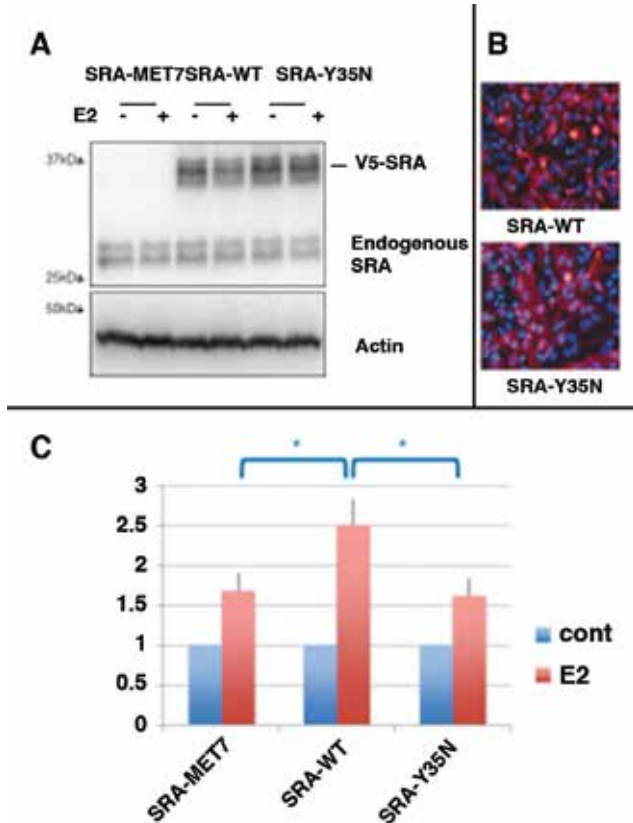 A
SRA-MET7 SRA-WT SRA-Y35N
E2 - + - + - +
37kDa
V5-SRA
Endogenous
SRA
25kDa
50kDa
Actin
B
SRA-WT
SRA-Y35N
C
* *
3
2.5
2
1.5
1
0.5
0
cont
E2
SRA-MET7 SRA-WT SRA-Y35N